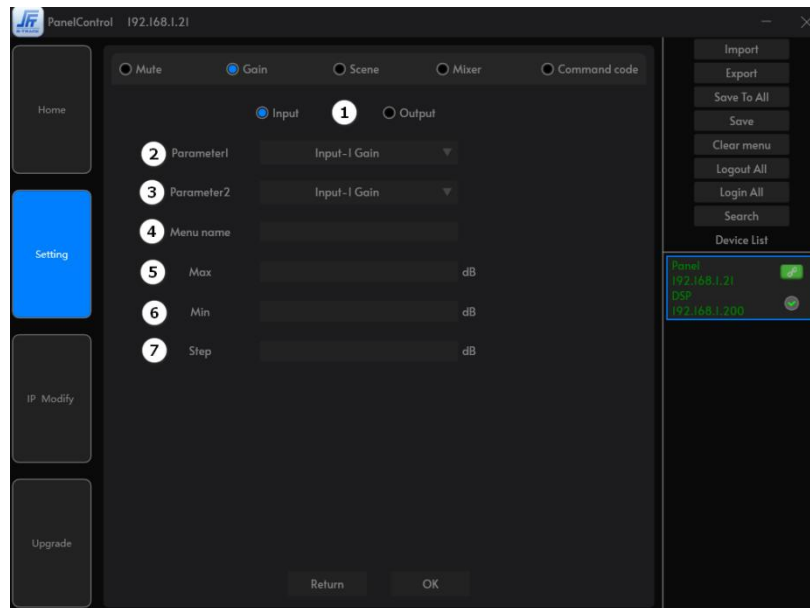 PanelControl 192.168.1.21
Home
Setting
IP Modify
Upgrade
Mute Gain Scene Mixer Command code
Input 1 Output
2 Parameter1 Input-1 Gain
3 Parameter2 Input-1 Gain
4 Menu name
5 Max dB
6 Min dB
7 Step dB
Return OK
Import
Export
Save To All
Save
Clear menu
Logout All
Login All
Search
Device List
Panel
192.168.1.21
DSP
192.168.1.200